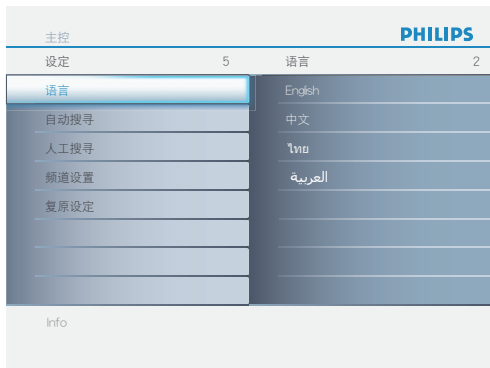 主控
PHILIPS
设定 5 语言 2
语言
自动搜寻
人工搜寻
频道设置
复原设定
English
中文
ไทย
العربية
Info